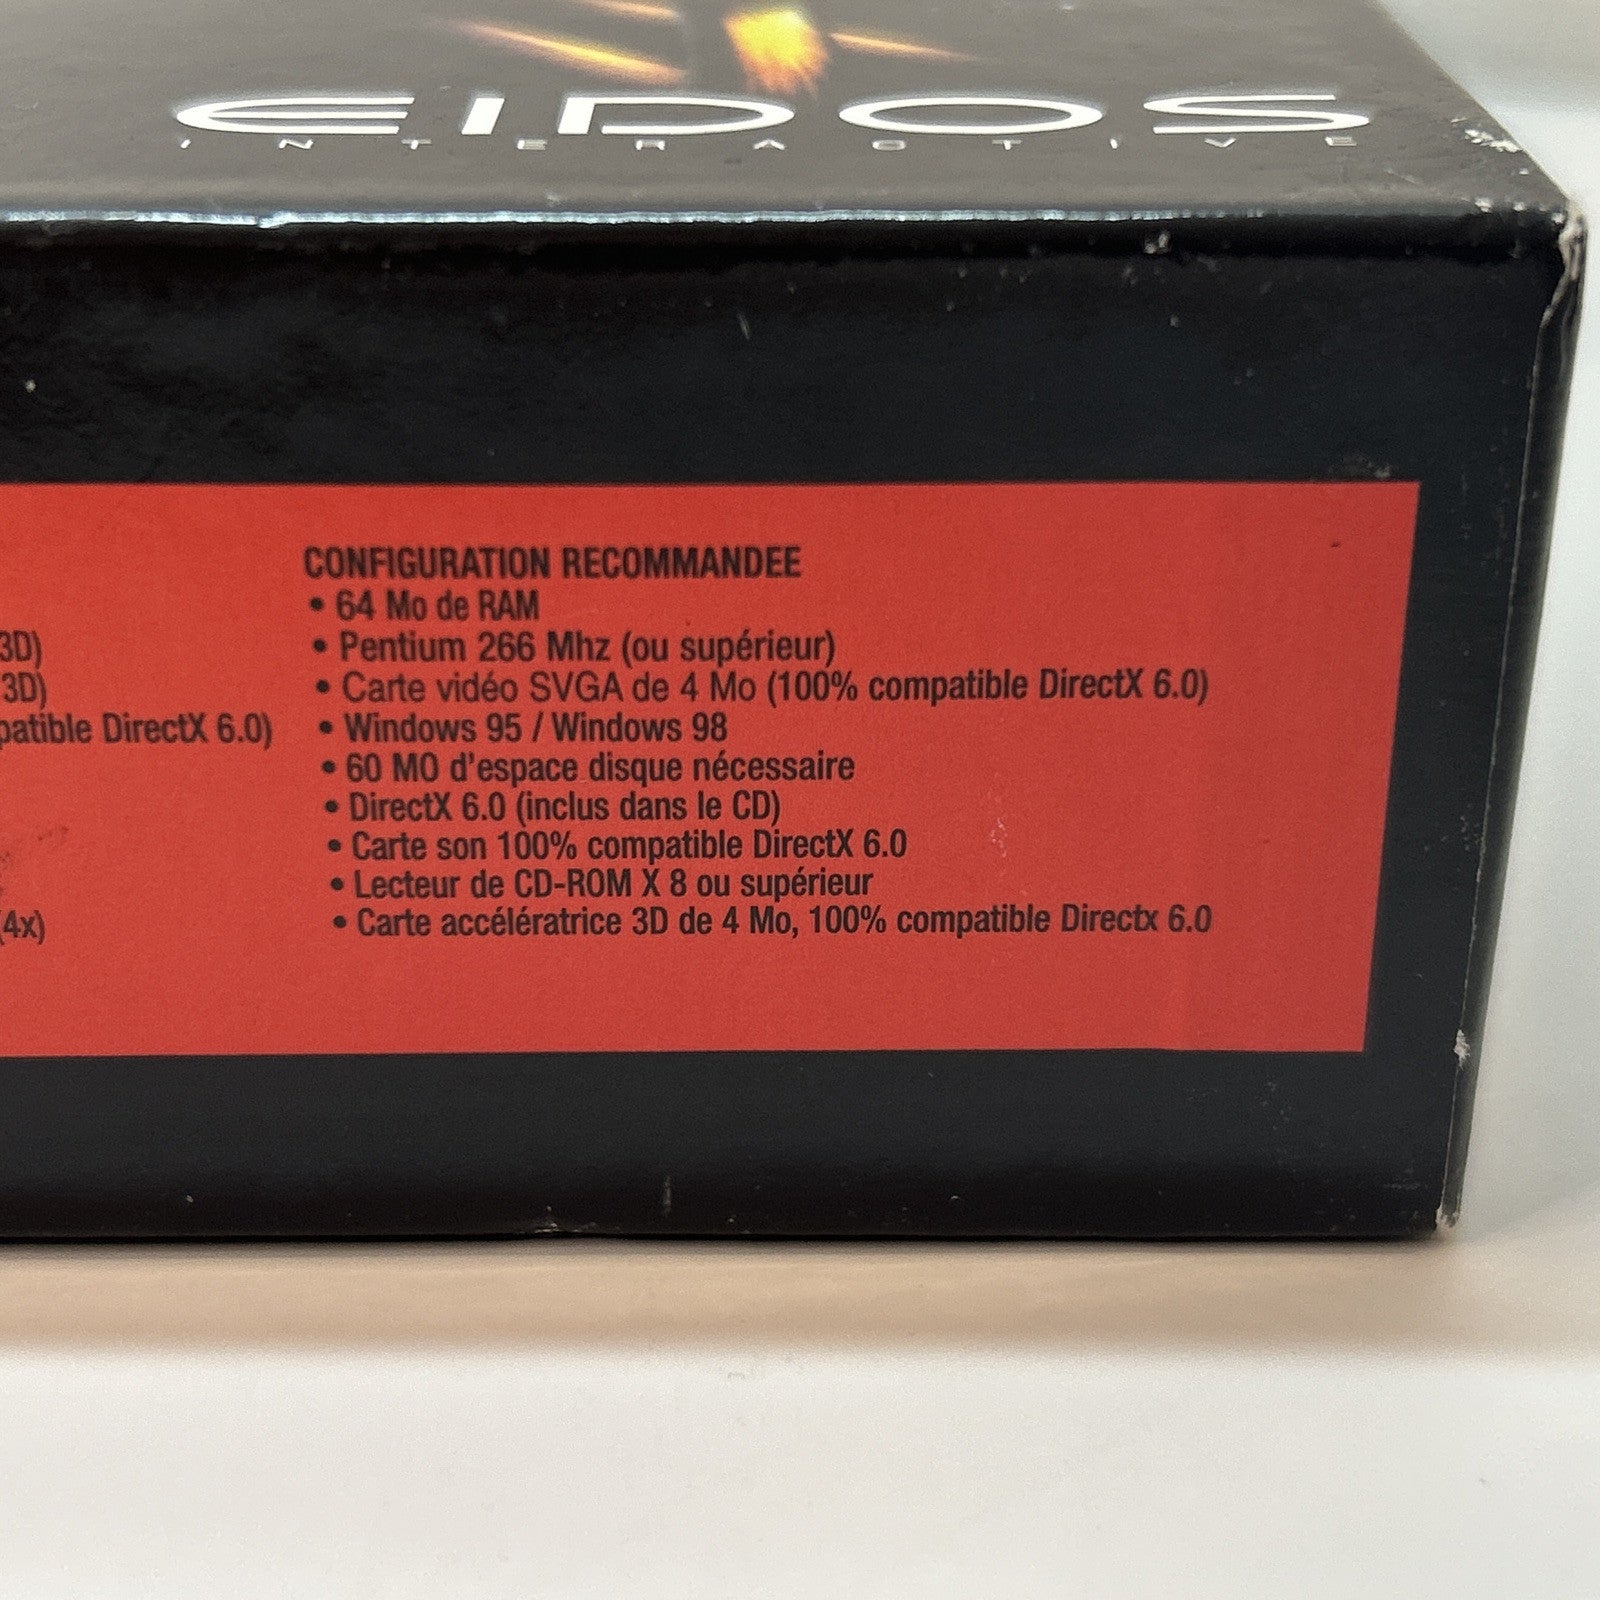 EIDOS
INTERACTIVE
3D)
3D)
patible DirectX 6.0)
(4x)
CONFIGURATION RECOMMANDEE
• 64 Mo de RAM
• Pentium 266 Mhz (ou supérieur)
• Carte vidéo SVGA de 4 Mo (100% compatible DirectX 6.0)
• Windows 95 / Windows 98
• 60 MO d'espace disque nécessaire
• DirectX 6.0 (inclus dans le CD)
• Carte son 100% compatible DirectX 6.0
• Lecteur de CD-ROM X 8 ou supérieur
• Carte accélératrice 3D de 4 Mo, 100% compatible Directx 6.0